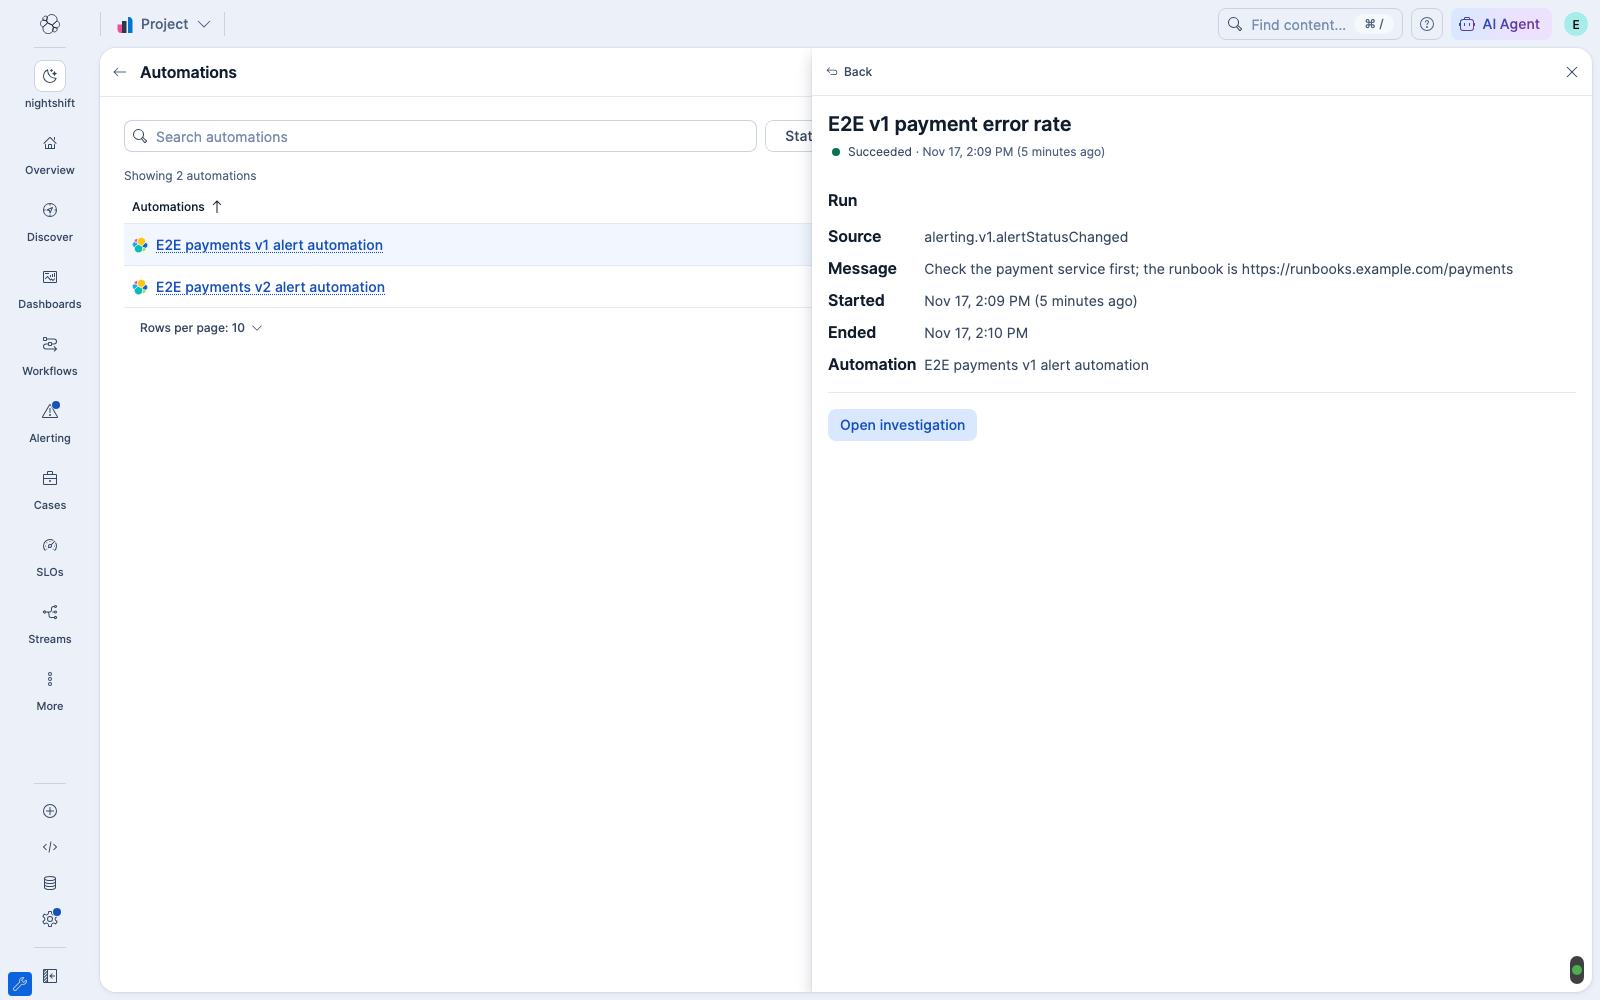 Project
Find content...
⌘ /
AI Agent
E
nightshift
Overview
Discover
Dashboards
Workflows
Alerting
Cases
SLOs
Streams
More
Automations
Search automations
Stat
Showing 2 automations
Automations
E2E payments v1 alert automation
E2E payments v2 alert automation
Rows per page: 10
Back
E2E v1 payment error rate
Succeeded · Nov 17, 2:09 PM (5 minutes ago)
Run
Source alerting.v1.alertStatusChanged
Message Check the payment service first; the runbook is https://runbooks.example.com/payments
Started Nov 17, 2:09 PM (5 minutes ago)
Ended Nov 17, 2:10 PM
Automation E2E payments v1 alert automation
Open investigation